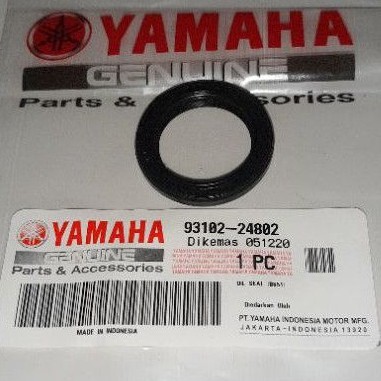 YAMAHA
GENUINE
Parts & Accessories
YAMAHA
GENUINE
Parts & Accessories
MADE IN INDONESIA
93102-24802
Dikemas 051220
1 PC
OIL SEAL
Diedarkan Oleh
PT. YAMAHA INDONESIA MOTOR MFG.
JAKARTA-INDONESIA 13920